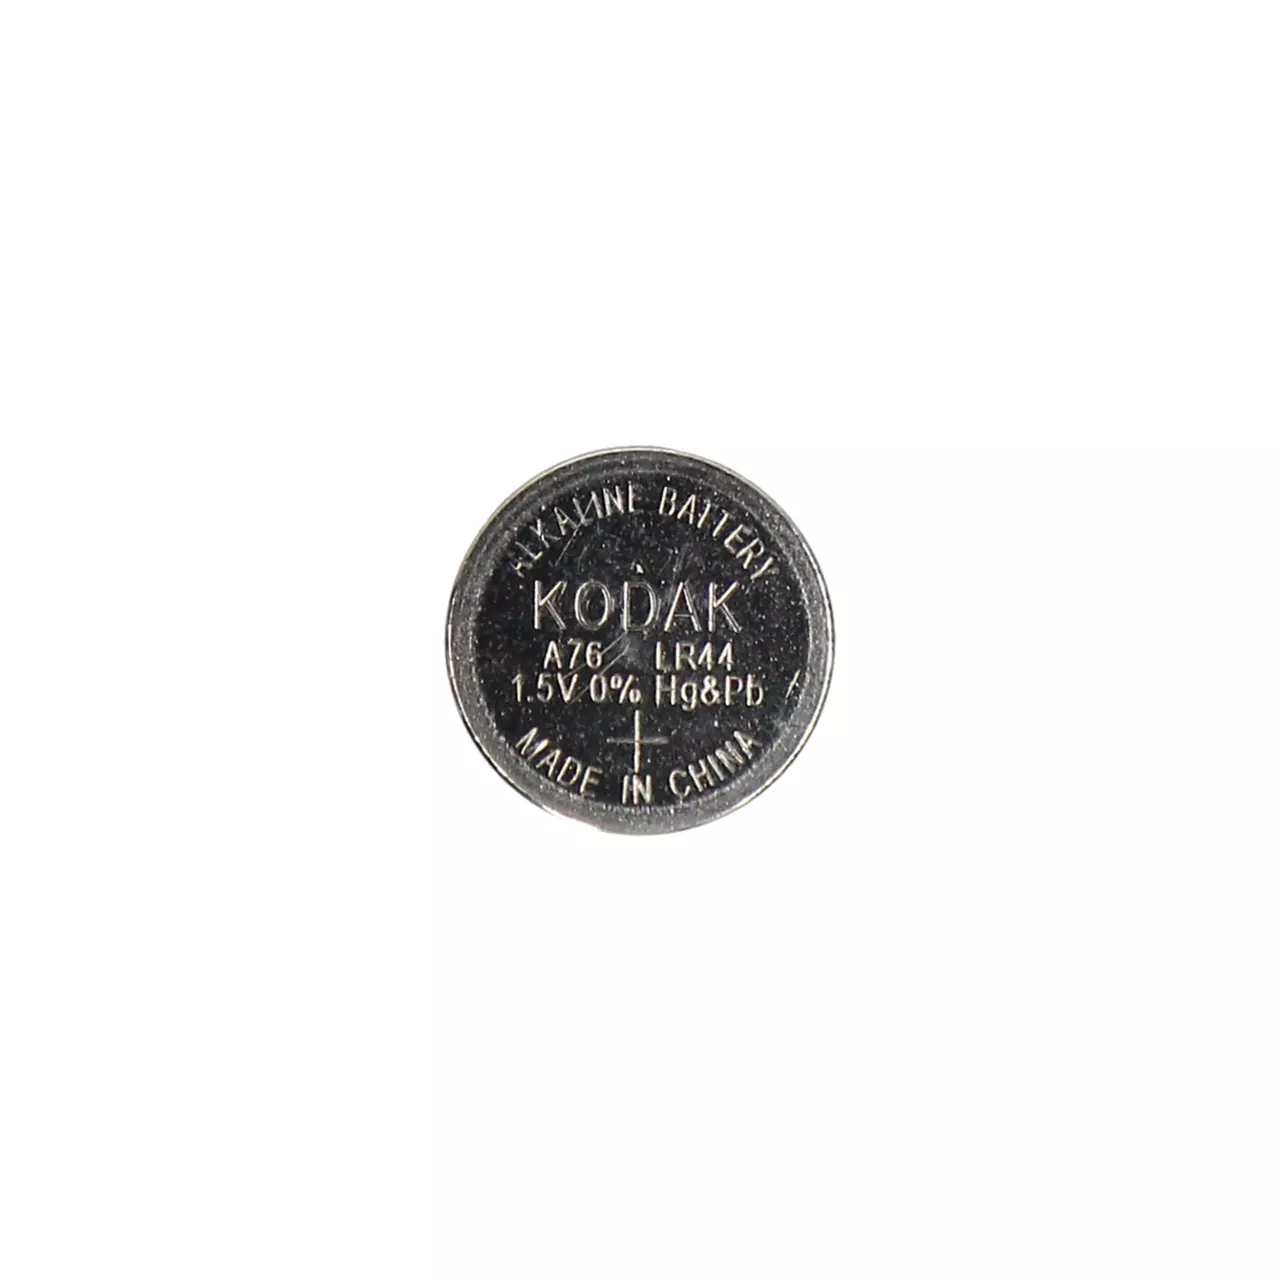 ALKALINE BATTERY
KODAK
A76 LR44
1.5V 0% Hg&Pb
+
MADE IN CHINA